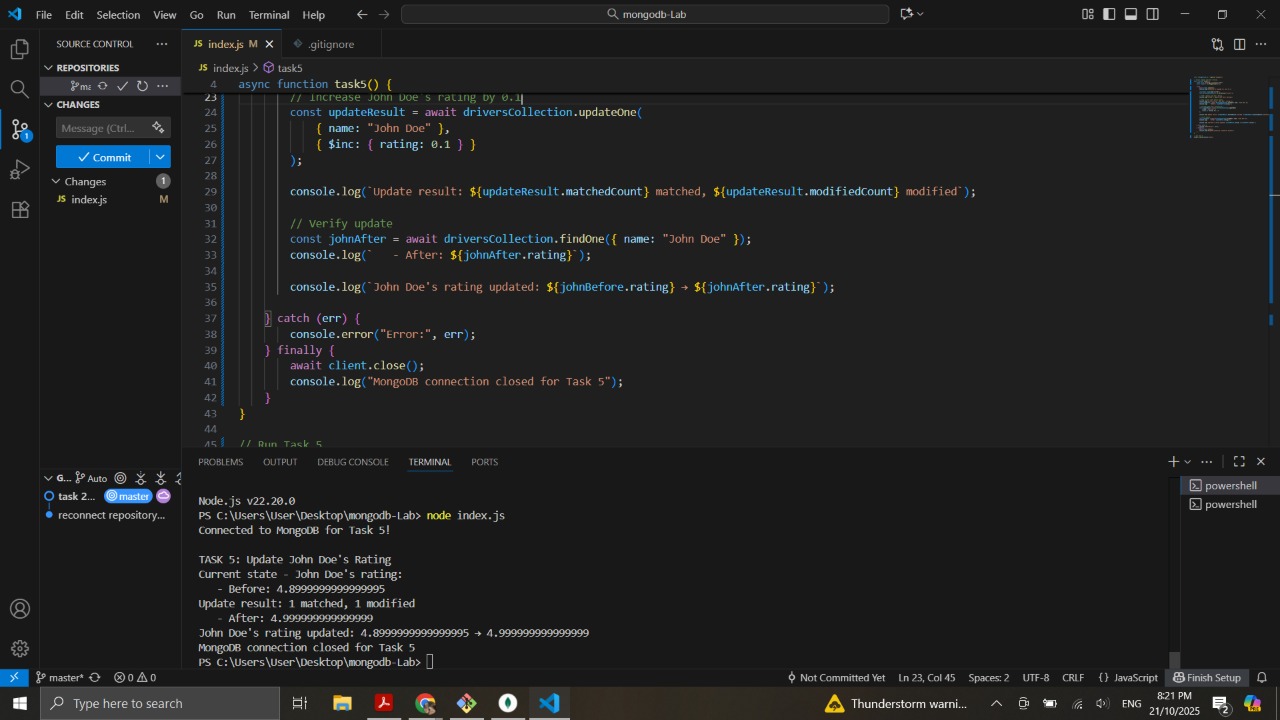 File Edit Selection View Go Run Terminal Help
mongodb-Lab
SOURCE CONTROL
REPOSITORIES
CHANGES
Message (Ctrl...
Commit
Changes 1
JS index.js M
G... Auto
task 2... master
reconnect repository...
JS index.js M
.gitignore
JS index.js > task5
4 async function task5() {
23 // Increase John Doe's rating by 0.1
24 const updateResult = await driversCollection.updateOne(
25 { name: "John Doe" },
26 { $inc: { rating: 0.1 } }
27 );
28
29 console.log(`Update result: ${updateResult.matchedCount} matched, ${updateResult.modifiedCount} modified`);
30
31 // Verify update
32 const johnAfter = await driversCollection.findOne({ name: "John Doe" });
33 console.log(`   - After: ${johnAfter.rating}`);
34
35 console.log(`John Doe's rating updated: ${johnBefore.rating} → ${johnAfter.rating}`);
36
37 } catch (err) {
38 console.error("Error:", err);
39 } finally {
40 await client.close();
41 console.log("MongoDB connection closed for Task 5");
42 }
43 }
44
45 // Run Task 5
PROBLEMS OUTPUT DEBUG CONSOLE TERMINAL PORTS
powershell
powershell
Node.js v22.20.0
PS C:\Users\User\Desktop\mongodb-Lab> node index.js
Connected to MongoDB for Task 5!
TASK 5: Update John Doe's Rating
Current state - John Doe's rating:
- Before: 4.8999999999999995
Update result: 1 matched, 1 modified
- After: 4.999999999999999
John Doe's rating updated: 4.8999999999999995 → 4.999999999999999
MongoDB connection closed for Task 5
PS C:\Users\User\Desktop\mongodb-Lab>
master* 0 0 Not Committed Yet Ln 23, Col 45 Spaces: 2 UTF-8 CRLF {} JavaScript Finish Setup
Type here to search
Thunderstorm warni...
ENG
8:21 PM
21/10/2025
2